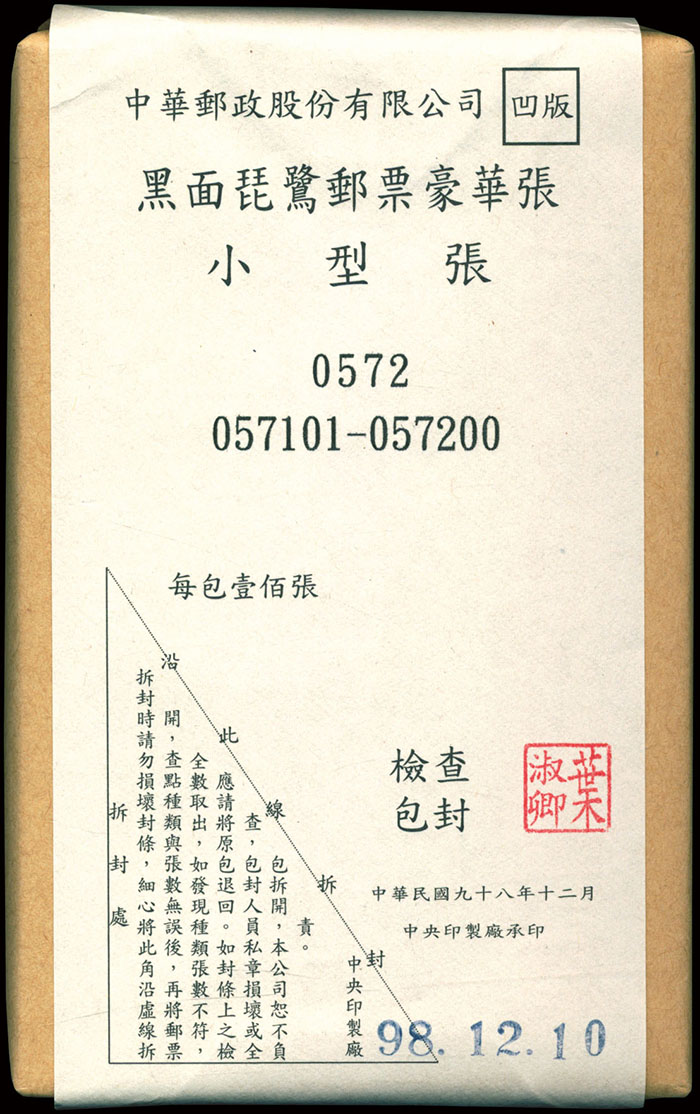 中華郵政股份有限公司 凹版
黑面琵鷺郵票豪華張
小型張
0572
057101-057200
每包壹佰張
沿此線拆封
拆封處
拆封時請勿損壞封條，細心將此角沿虛線拆
開，查點種類與張數無誤後，再將郵票
全數取出，如發現種類張數不符，
應請將原包退回。如封條上之檢
查，包封人員私章損壞或全
包拆開，本公司恕不負
責。
中央印製廠
檢查
包封
葉淑卿
中華民國九十八年十二月
中央印製廠承印
98.12.10